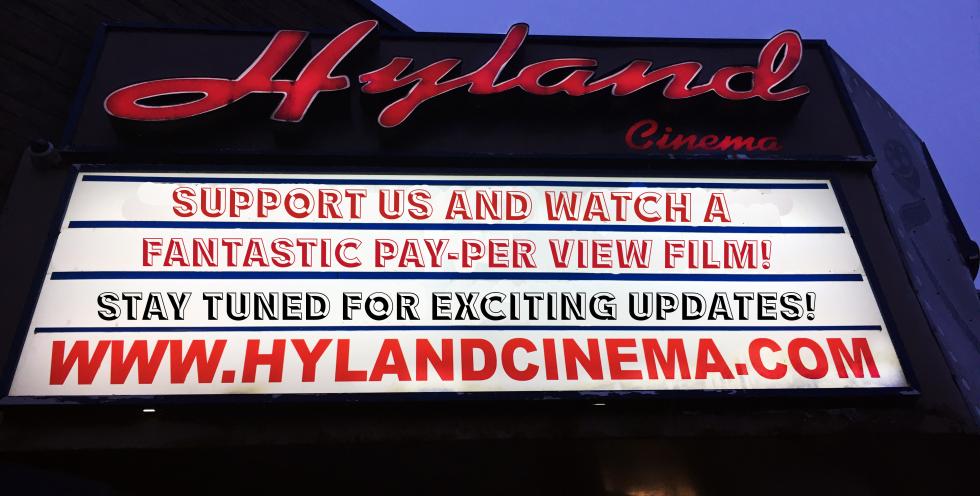 Hyland
Cinema
SUPPORT US AND WATCH A
FANTASTIC PAY-PER VIEW FILM!
STAY TUNED FOR EXCITING UPDATES!
WWW.HYLANDCINEMA.COM